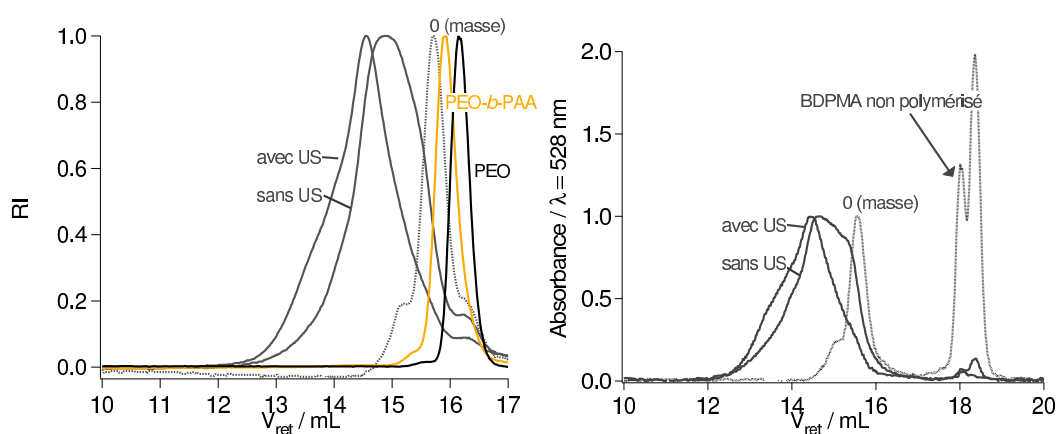 0 (masse)
1.0
PEO-b-PAA
0.8
avec US
PEO
0.6
sans US
RI
0.4
0.2
0.0
10 11 12 13 14 15 16 17
Vret / mL
2.0
BDPMA non polymérisé
1.5
0 (masse)
1.0
avec US
sans US
Absorbance / λ = 528 nm
0.5
0.0
10 12 14 16 18 20
Vret / mL